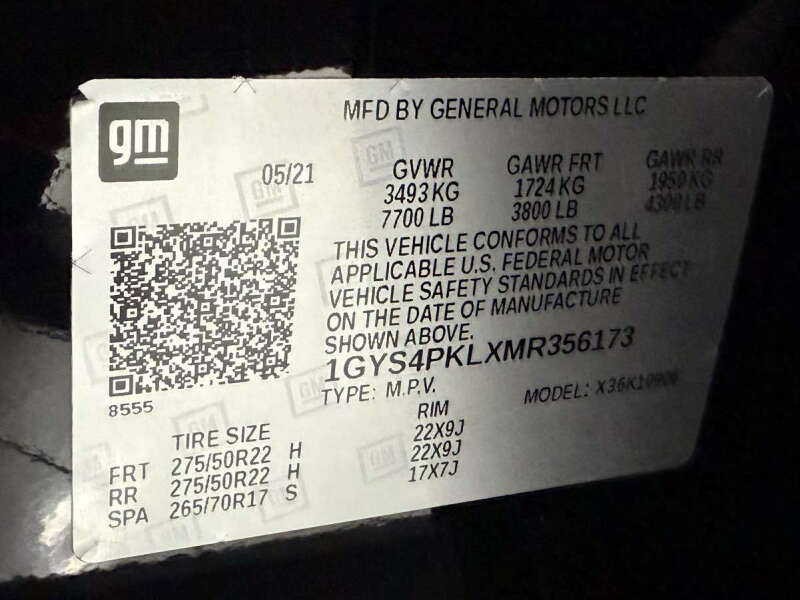 gm
MFD BY GENERAL MOTORS LLC
05/21
GVWR GAWR FRT GAWR RR
3493 KG 1724 KG 1950 KG
7700 LB 3800 LB 4300 LB
THIS VEHICLE CONFORMS TO ALL
APPLICABLE U.S. FEDERAL MOTOR
VEHICLE SAFETY STANDARDS IN EFFECT
ON THE DATE OF MANUFACTURE
SHOWN ABOVE.
1GYS4PKLXMR356173
TYPE: M.P.V. MODEL:
8555
TIRE SIZE RIM
FRT 275/50R22 H 22X9J
RR 275/50R22 H 22X9J
SPA 265/70R17 S 17X7J